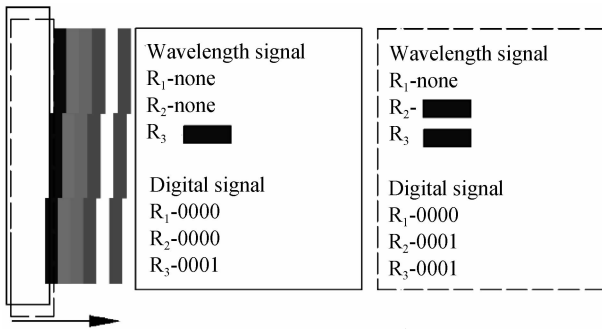 Wavelength signal
R₁-none
R₂-none
R₃
Digital signal
R₁-0000
R₂-0000
R₃-0001
Wavelength signal
R₁-none
R₂-
R₃
Digital signal
R₁-0000
R₂-0001
R₃-0001